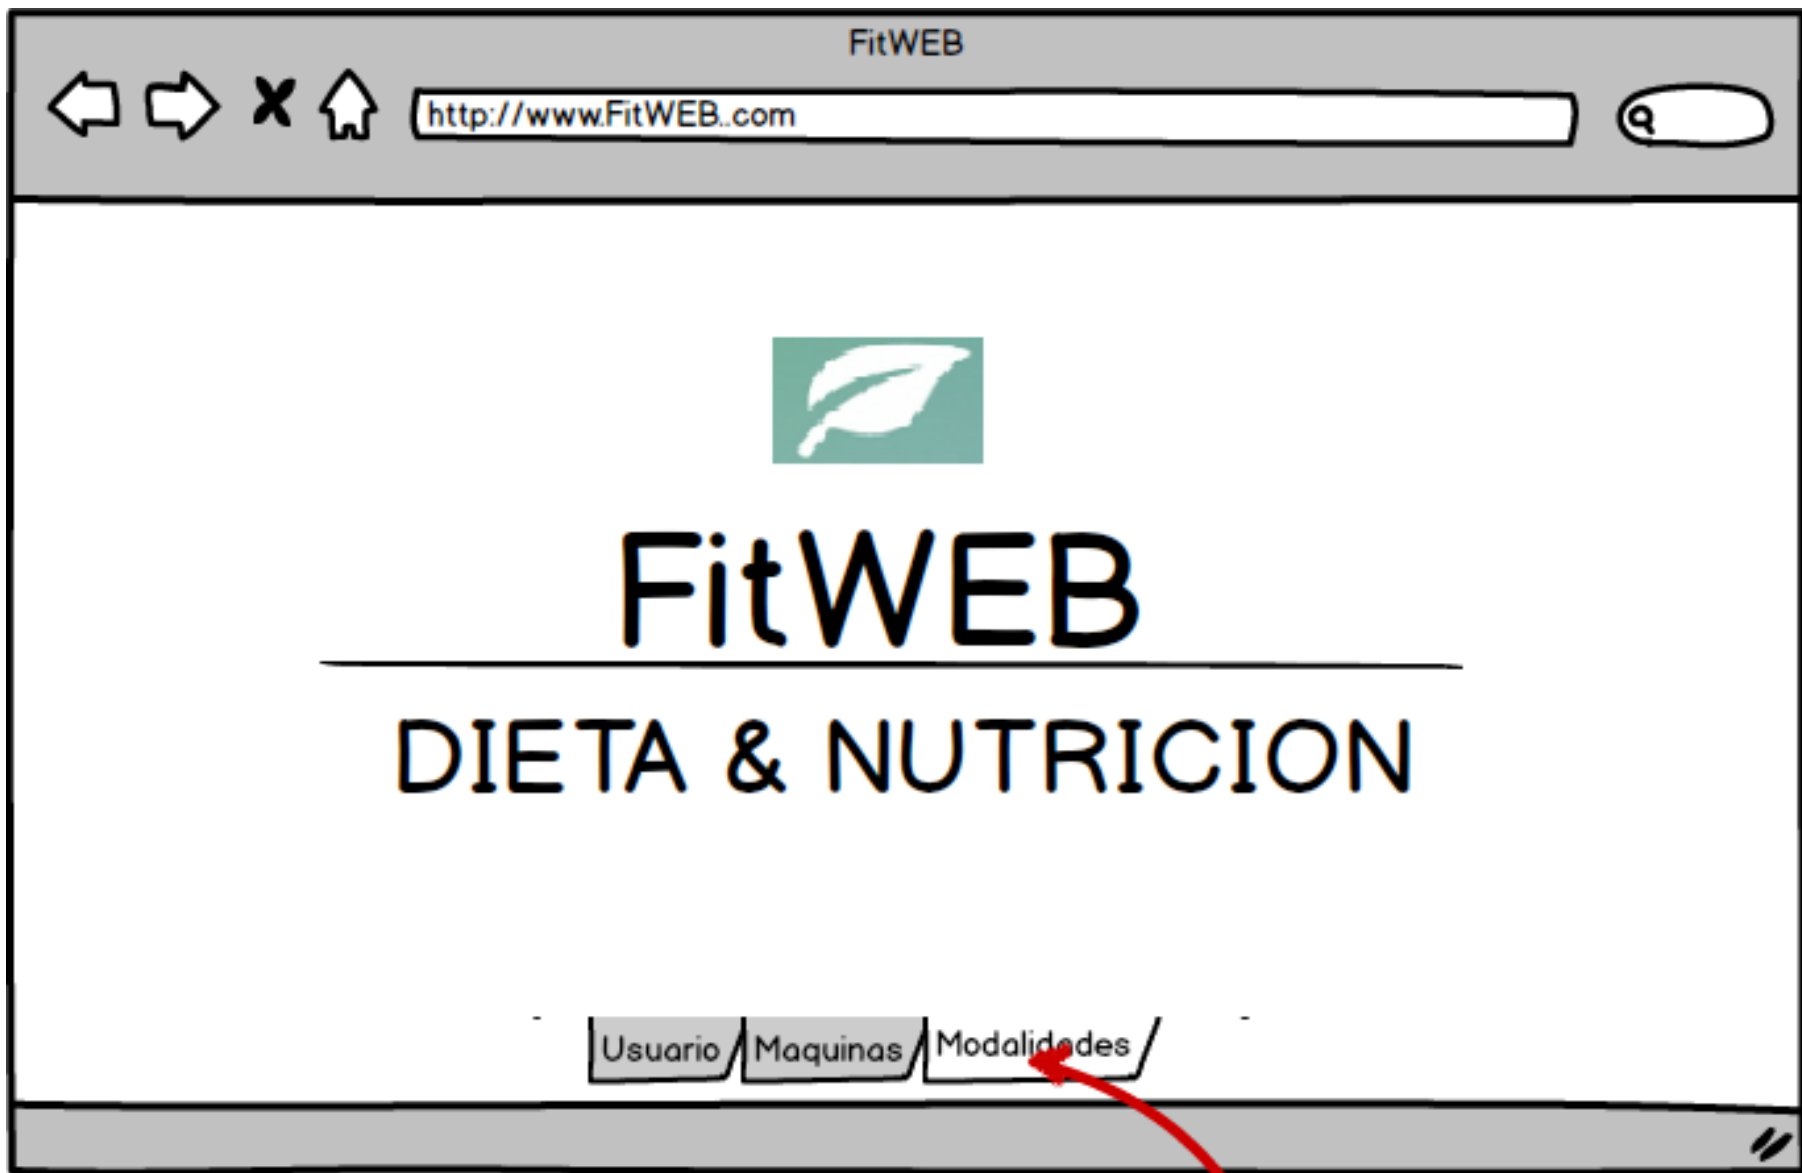 FitWEB
http://www.FitWEB..com
FitWEB
DIETA & NUTRICION
Usuario Maquinas Modalidades